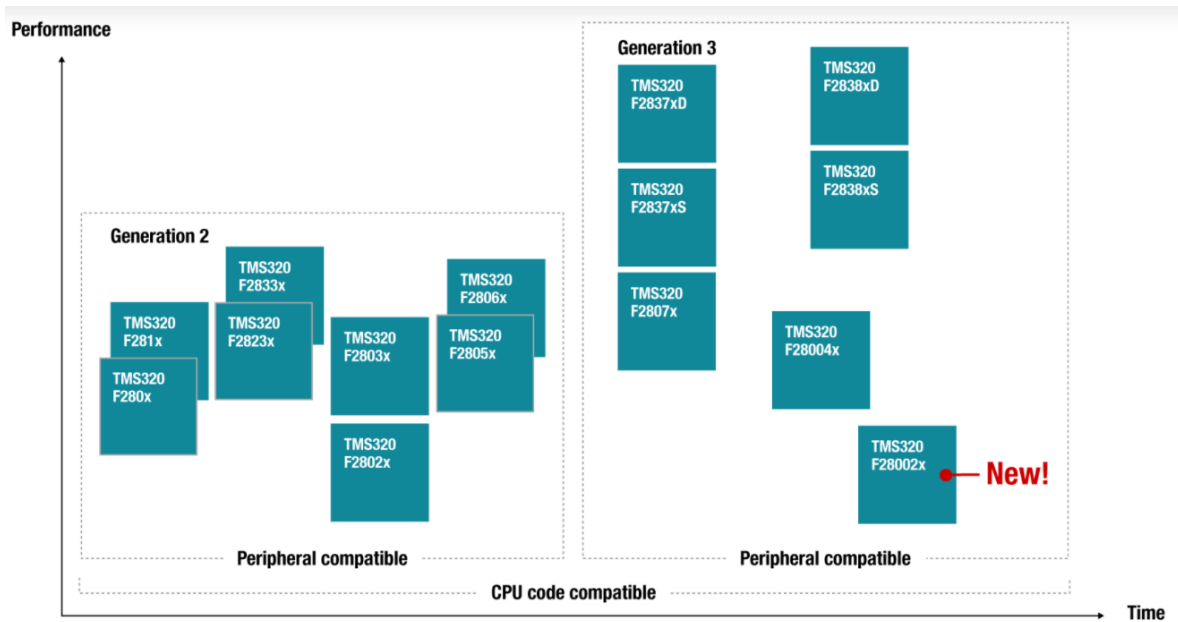 Performance
Generation 3
TMS320
F2837xD
TMS320
F2838xD
TMS320
F2837xS
TMS320
F2838xS
TMS320
F2807x
TMS320
F28004x
TMS320
F28002x
New!
Peripheral compatible
Generation 2
TMS320
F2833x
TMS320
F2806x
TMS320
F281x
TMS320
F2823x
TMS320
F2803x
TMS320
F2805x
TMS320
F280x
TMS320
F2802x
Peripheral compatible
CPU code compatible
Time